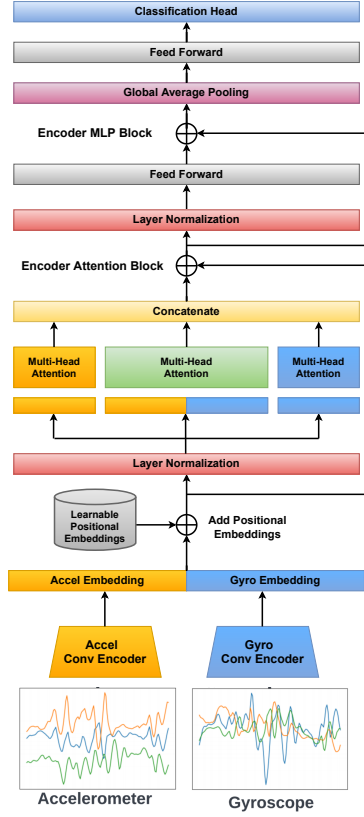 Classification Head
Feed Forward
Global Average Pooling
Encoder MLP Block
Feed Forward
Layer Normalization
Encoder Attention Block
Concatenate
Multi-Head
Attention
Multi-Head
Attention
Multi-Head
Attention
Layer Normalization
Learnable
Positional
Embeddings
Add Positional
Embeddings
Accel Embedding
Gyro Embedding
Accel
Conv Encoder
Gyro
Conv Encoder
Accelerometer
Gyroscope